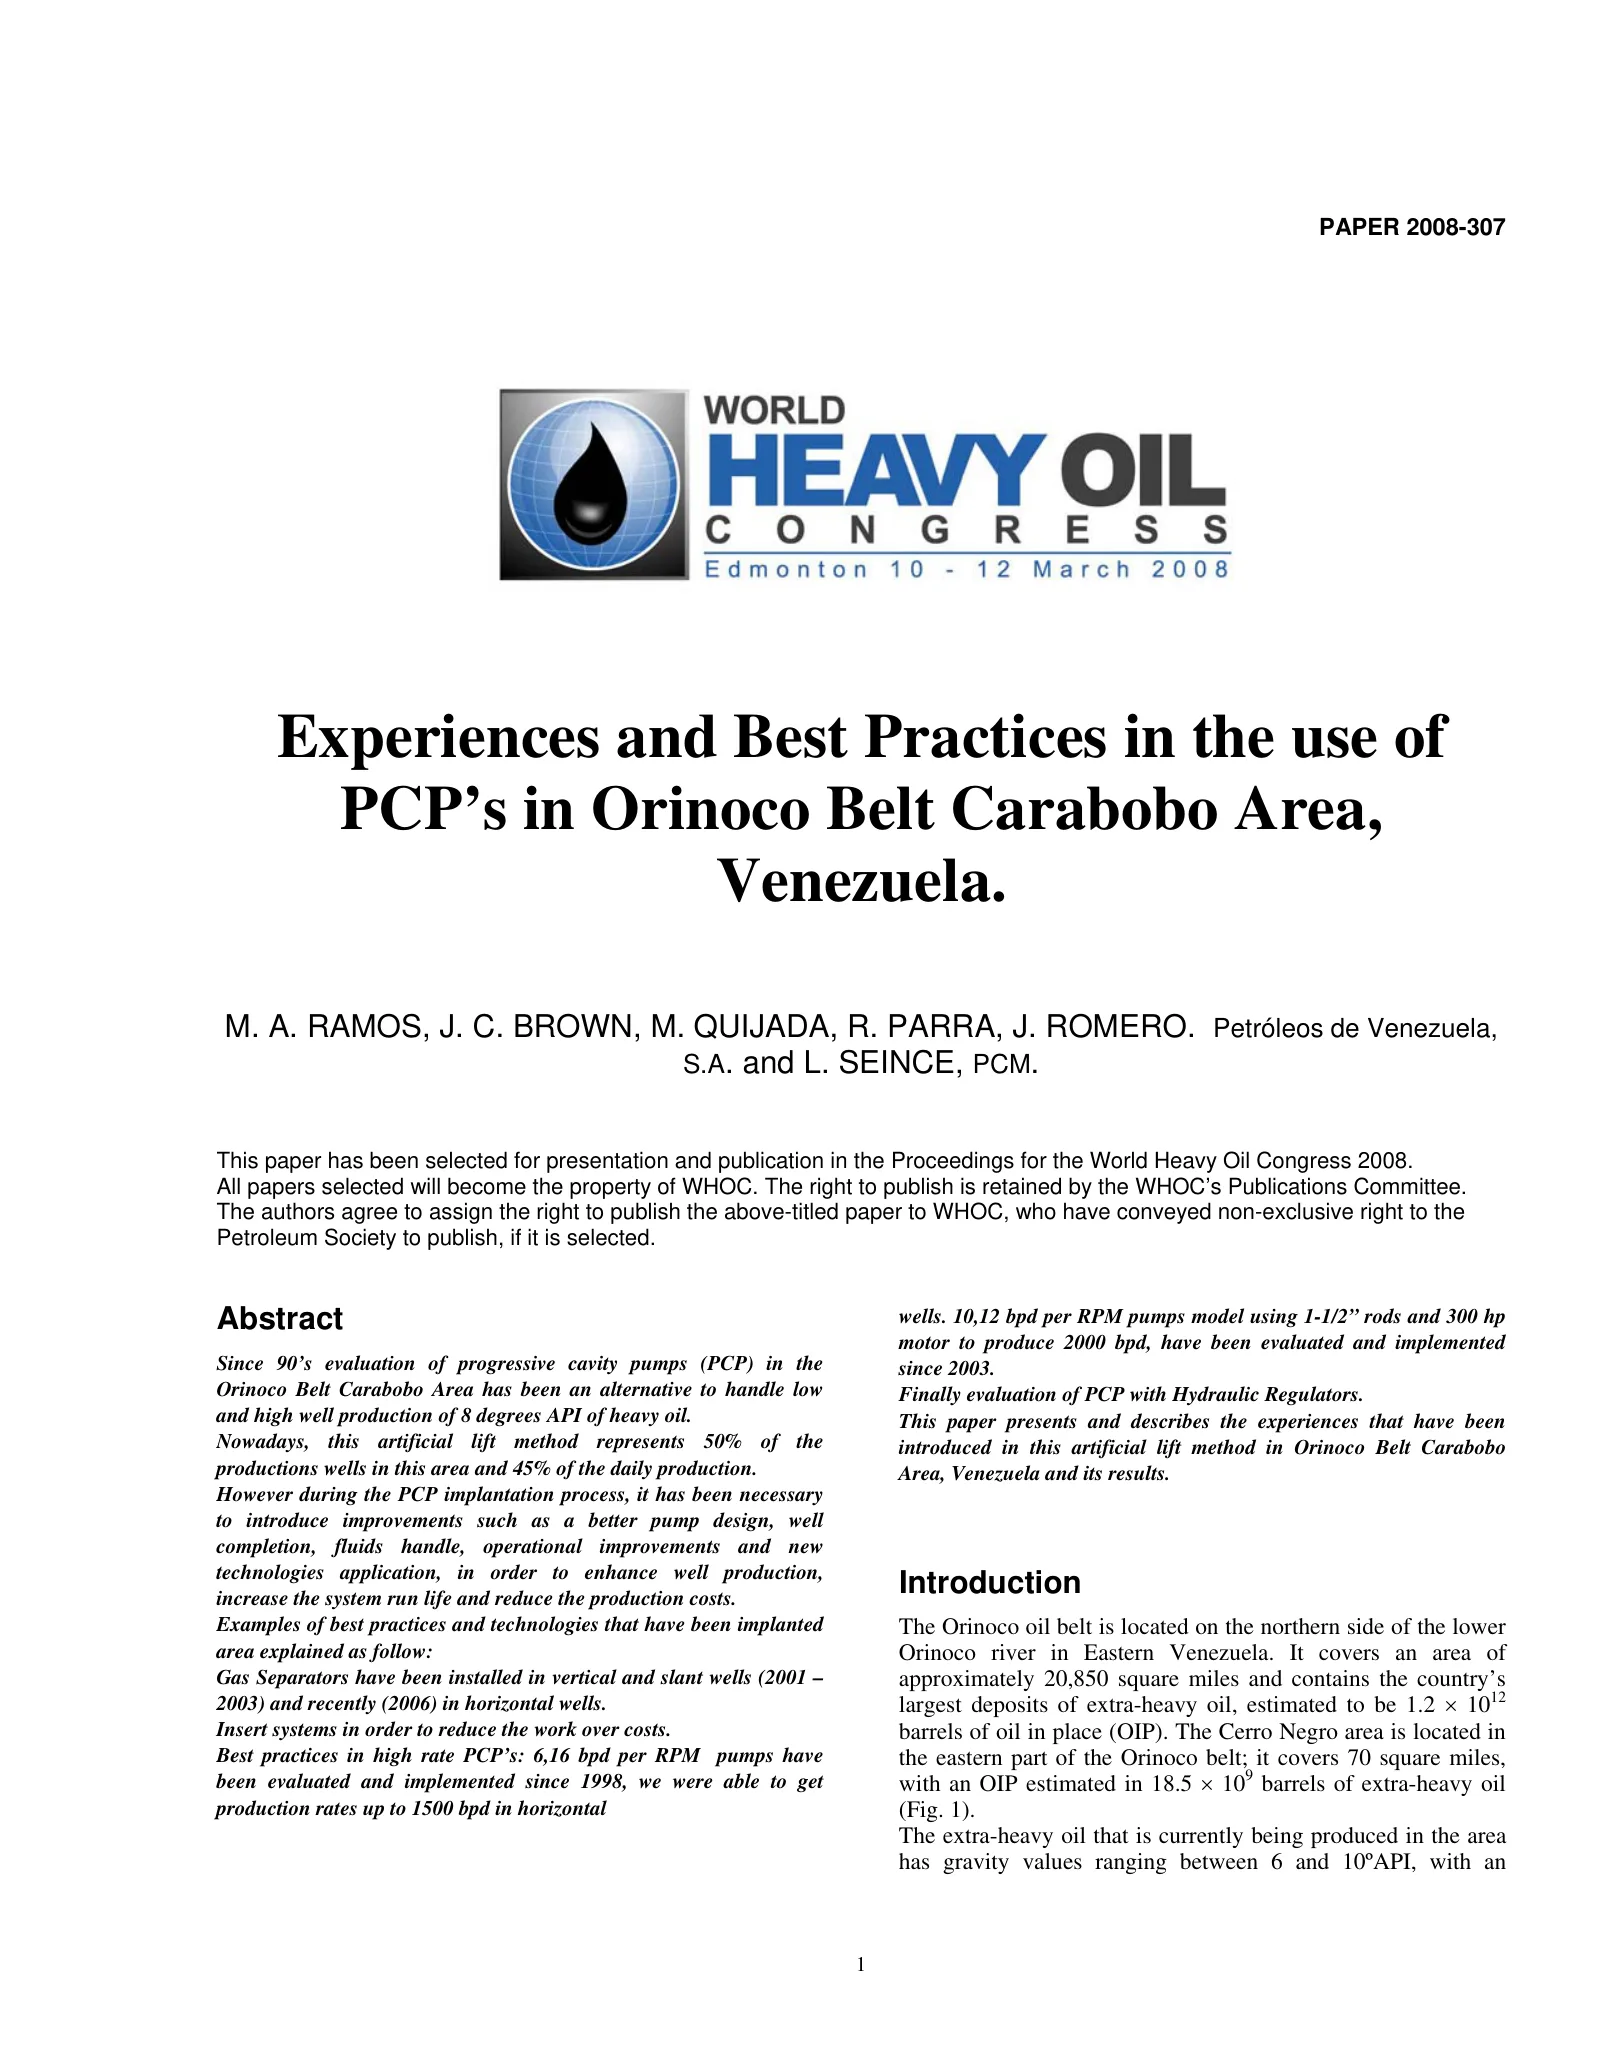 PAPER 2008-307
WORLD
HEAVY OIL
CONGRESS
Edmonton 10 - 12 March 2008
Experiences and Best Practices in the use of
PCP’s in Orinoco Belt Carabobo Area,
Venezuela.
M. A. RAMOS, J. C. BROWN, M. QUIJADA, R. PARRA, J. ROMERO. Petróleos de Venezuela,
S.A. and L. SEINCE, PCM.
This paper has been selected for presentation and publication in the Proceedings for the World Heavy Oil Congress 2008.
All papers selected will become the property of WHOC. The right to publish is retained by the WHOC’s Publications Committee.
The authors agree to assign the right to publish the above-titled paper to WHOC, who have conveyed non-exclusive right to the
Petroleum Society to publish, if it is selected.
Abstract
Since 90’s evaluation of progressive cavity pumps (PCP) in the
Orinoco Belt Carabobo Area has been an alternative to handle low
and high well production of 8 degrees API of heavy oil.
Nowadays, this artificial lift method represents 50% of the
productions wells in this area and 45% of the daily production.
However during the PCP implantation process, it has been necessary
to introduce improvements such as a better pump design, well
completion, fluids handle, operational improvements and new
technologies application, in order to enhance well production,
increase the system run life and reduce the production costs.
Examples of best practices and technologies that have been implanted
area explained as follow:
Gas Separators have been installed in vertical and slant wells (2001 –
2003) and recently (2006) in horizontal wells.
Insert systems in order to reduce the work over costs.
Best practices in high rate PCP’s: 6,16 bpd per RPM pumps have
been evaluated and implemented since 1998, we were able to get
production rates up to 1500 bpd in horizontal
wells. 10,12 bpd per RPM pumps model using 1-1/2” rods and 300 hp
motor to produce 2000 bpd, have been evaluated and implemented
since 2003.
Finally evaluation of PCP with Hydraulic Regulators.
This paper presents and describes the experiences that have been
introduced in this artificial lift method in Orinoco Belt Carabobo
Area, Venezuela and its results.
Introduction
The Orinoco oil belt is located on the northern side of the lower
Orinoco river in Eastern Venezuela. It covers an area of
approximately 20,850 square miles and contains the country’s
largest deposits of extra-heavy oil, estimated to be 1.2 × 10¹²
barrels of oil in place (OIP). The Cerro Negro area is located in
the eastern part of the Orinoco belt; it covers 70 square miles,
with an OIP estimated in 18.5 × 10⁹ barrels of extra-heavy oil
(Fig. 1).
The extra-heavy oil that is currently being produced in the area
has gravity values ranging between 6 and 10ºAPI, with an
1